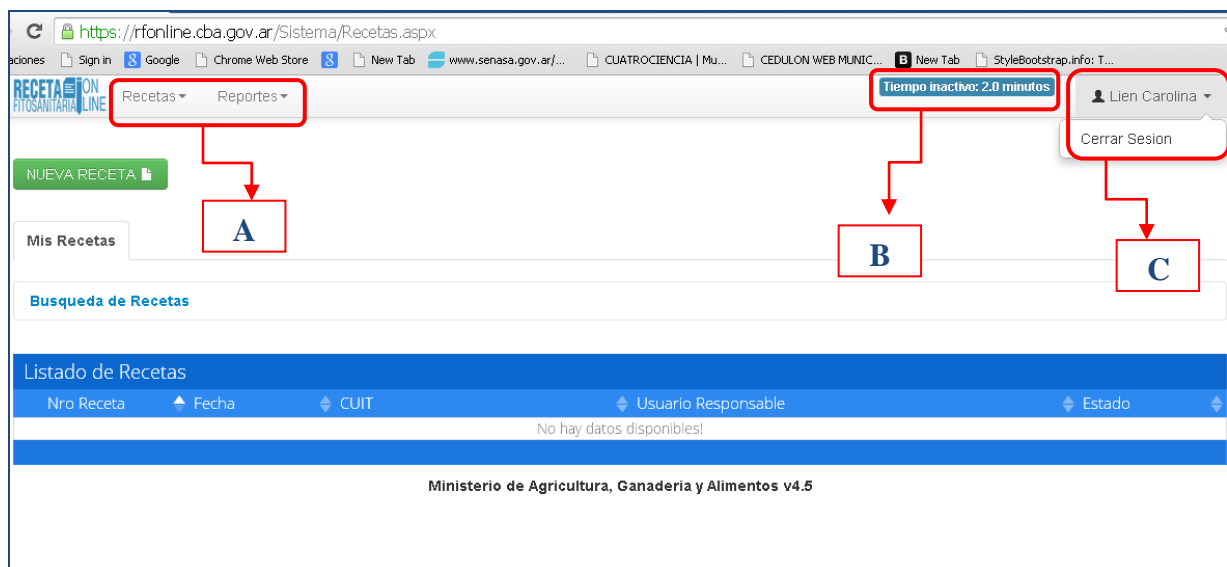 https://rfonline.cba.gov.ar/Sistema/Recetas.aspx
aciones Sign in Google Chrome Web Store New Tab www.senasa.gov.ar/... CUATROCIENCIA | Mu... CEDULON WEB MUNIC... New Tab StyleBootstrap.info: T...
RECETA ON
FITOSANITARIA LINE
Recetas Reportes Tiempo inactivo: 2.0 minutos Lien Carolina
Cerrar Sesion
NUEVA RECETA
A
B
C
Mis Recetas
Busqueda de Recetas
Listado de Recetas
Nro Receta Fecha CUIT Usuario Responsable Estado
No hay datos disponibles!
Ministerio de Agricultura, Ganaderia y Alimentos v4.5